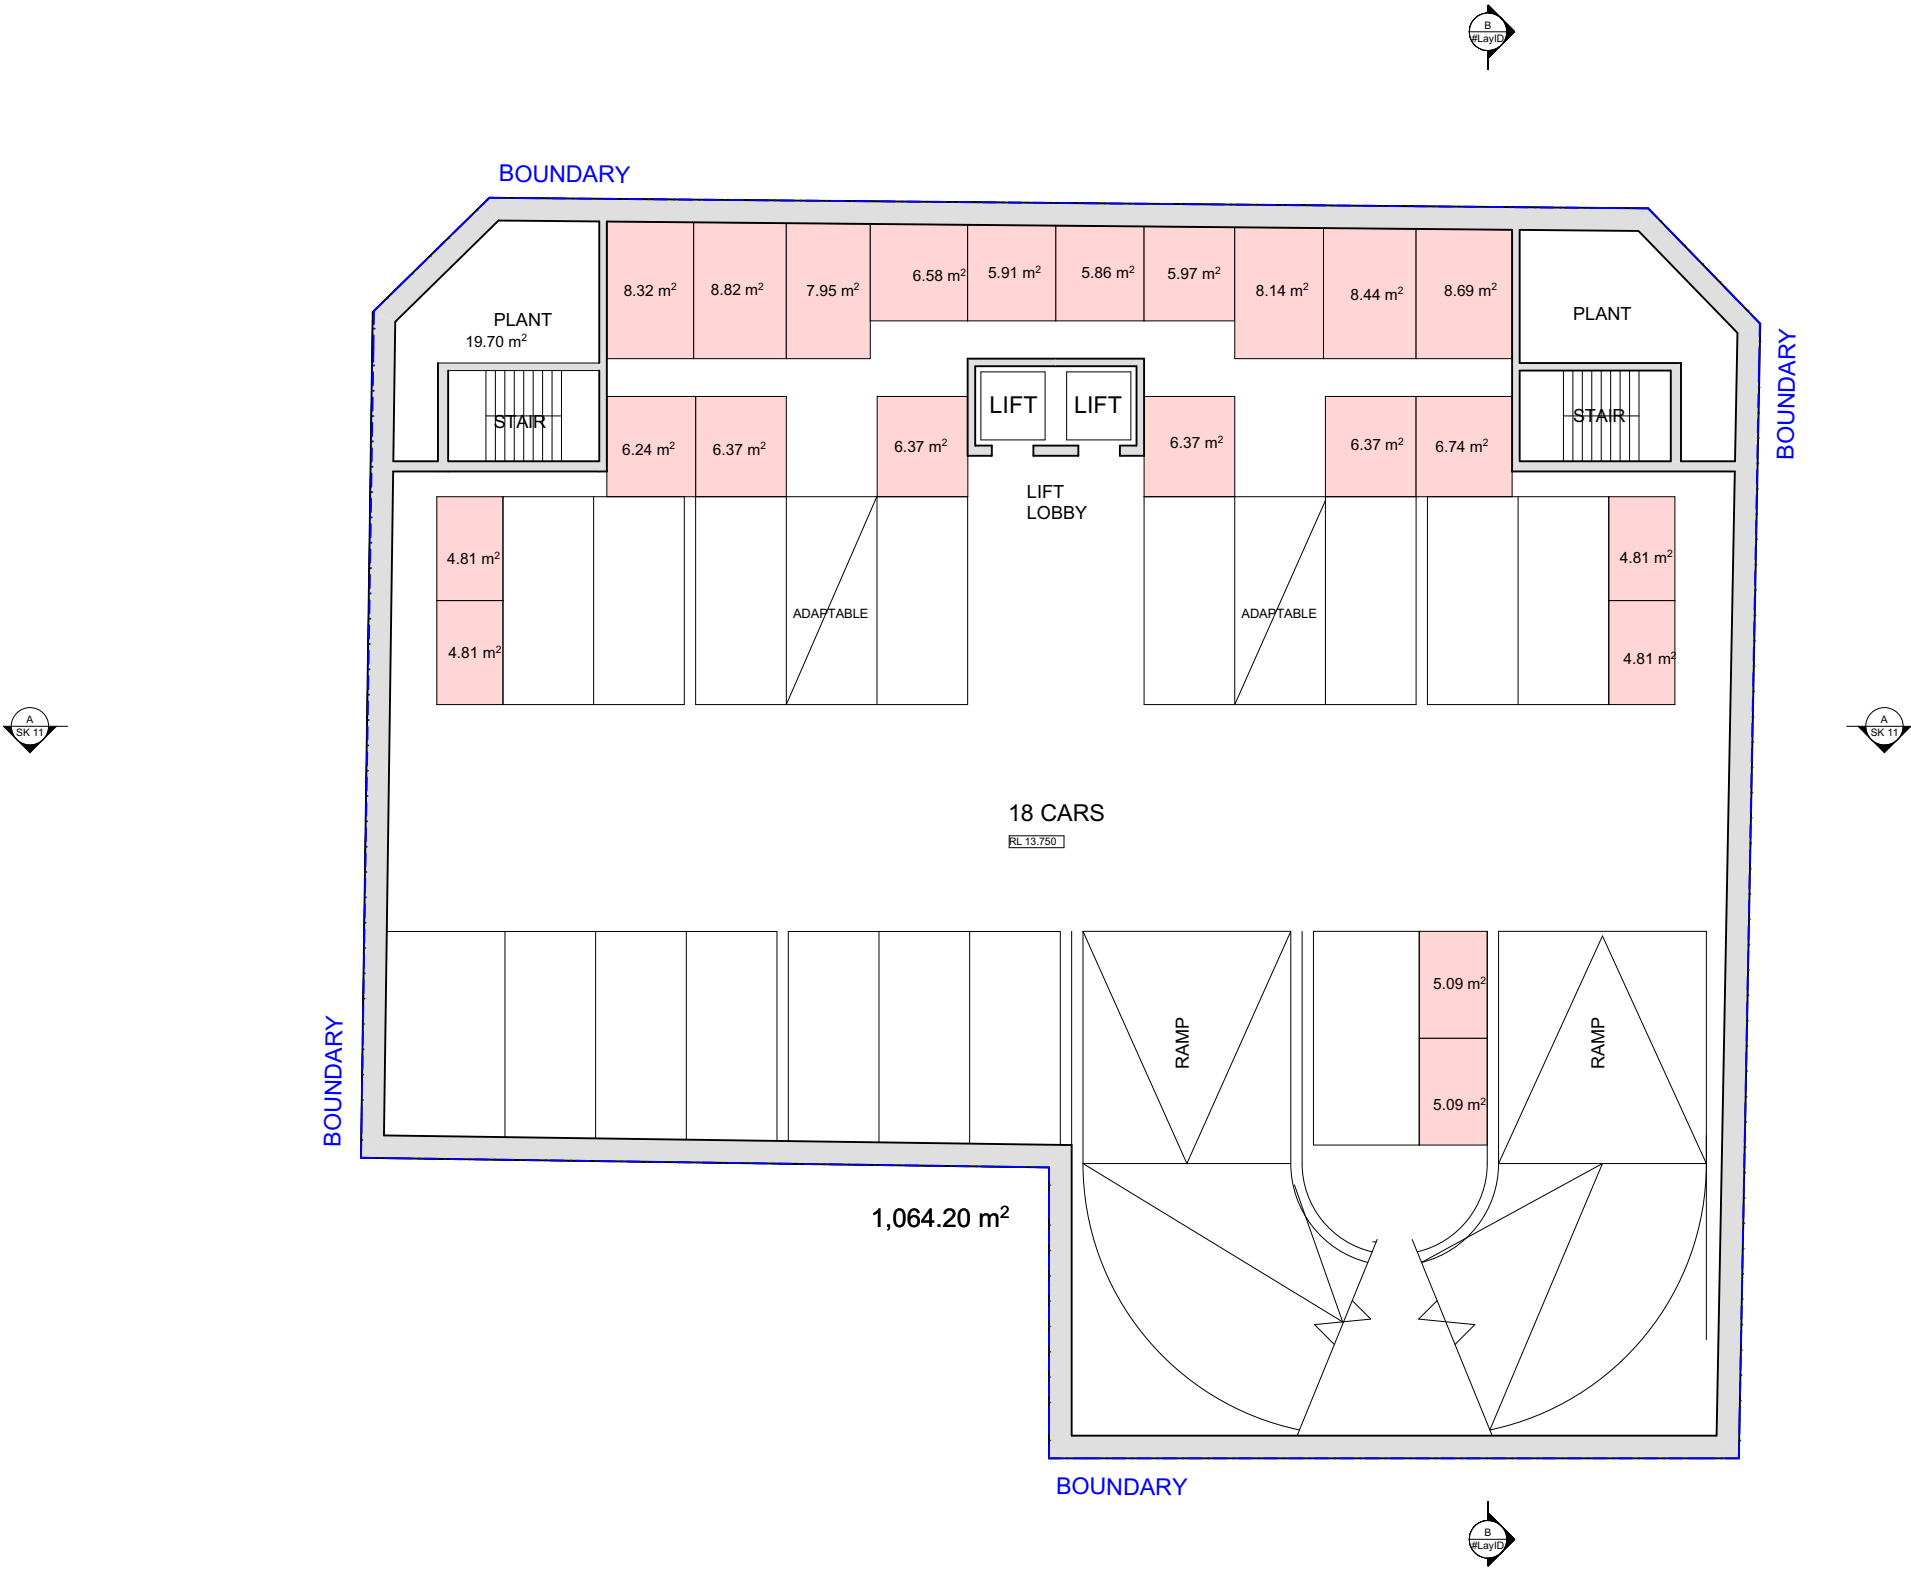 B
#LayID
BOUNDARY
8.32 m²
8.82 m²
7.95 m²
6.58 m²
5.91 m²
5.86 m²
5.97 m²
8.14 m²
8.44 m²
8.69 m²
PLANT
19.70 m²
PLANT
BOUNDARY
STAIR
LIFT
LIFT
STAIR
6.24 m²
6.37 m²
6.37 m²
6.37 m²
6.37 m²
6.74 m²
LIFT
LOBBY
4.81 m²
4.81 m²
ADAPTABLE
ADAPTABLE
4.81 m²
4.81 m²
A
SK 11
A
SK 11
18 CARS
RL 13.750
BOUNDARY
RAMP
5.09 m²
5.09 m²
RAMP
1,064.20 m²
BOUNDARY
B
#LayID